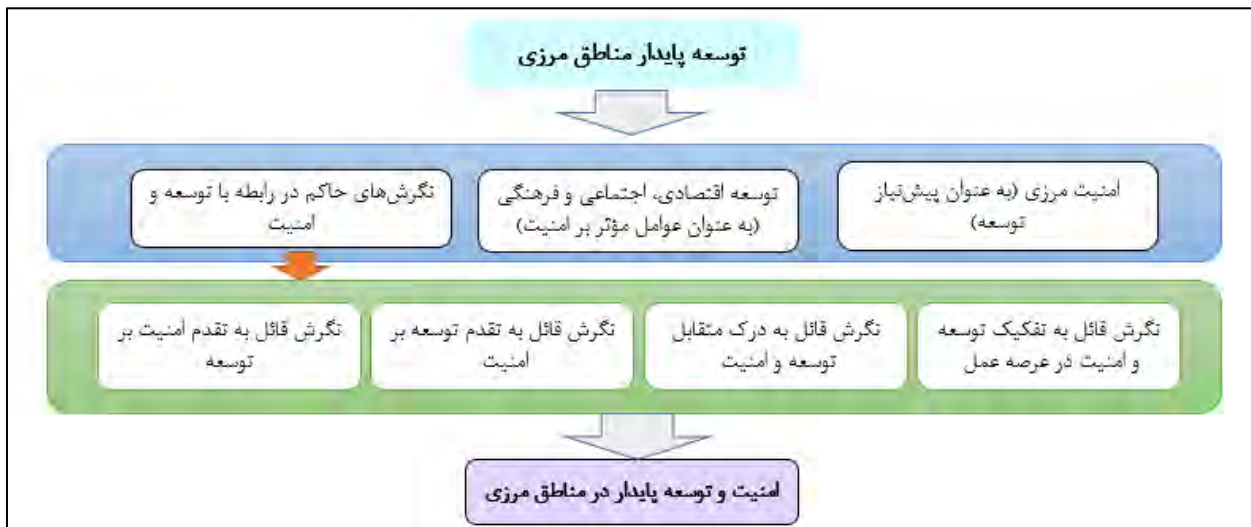 توسعه پایدار مناطق مرزی
امنیت مرزی (به عنوان پیش‌نیاز
توسعه)
توسعه اقتصادی، اجتماعی و فرهنگی
(به عنوان عوامل مؤثر بر امنیت)
نگرش‌های حاکم در رابطه با توسعه و
امنیت
نگرش قائل به تفکیک توسعه
و امنیت در عرصه عمل
نگرش قائل به درک متقابل
توسعه و امنیت
نگرش قائل به تقدم توسعه بر
امنیت
نگرش قائل به تقدم امنیت بر
توسعه
امنیت و توسعه پایدار در مناطق مرزی